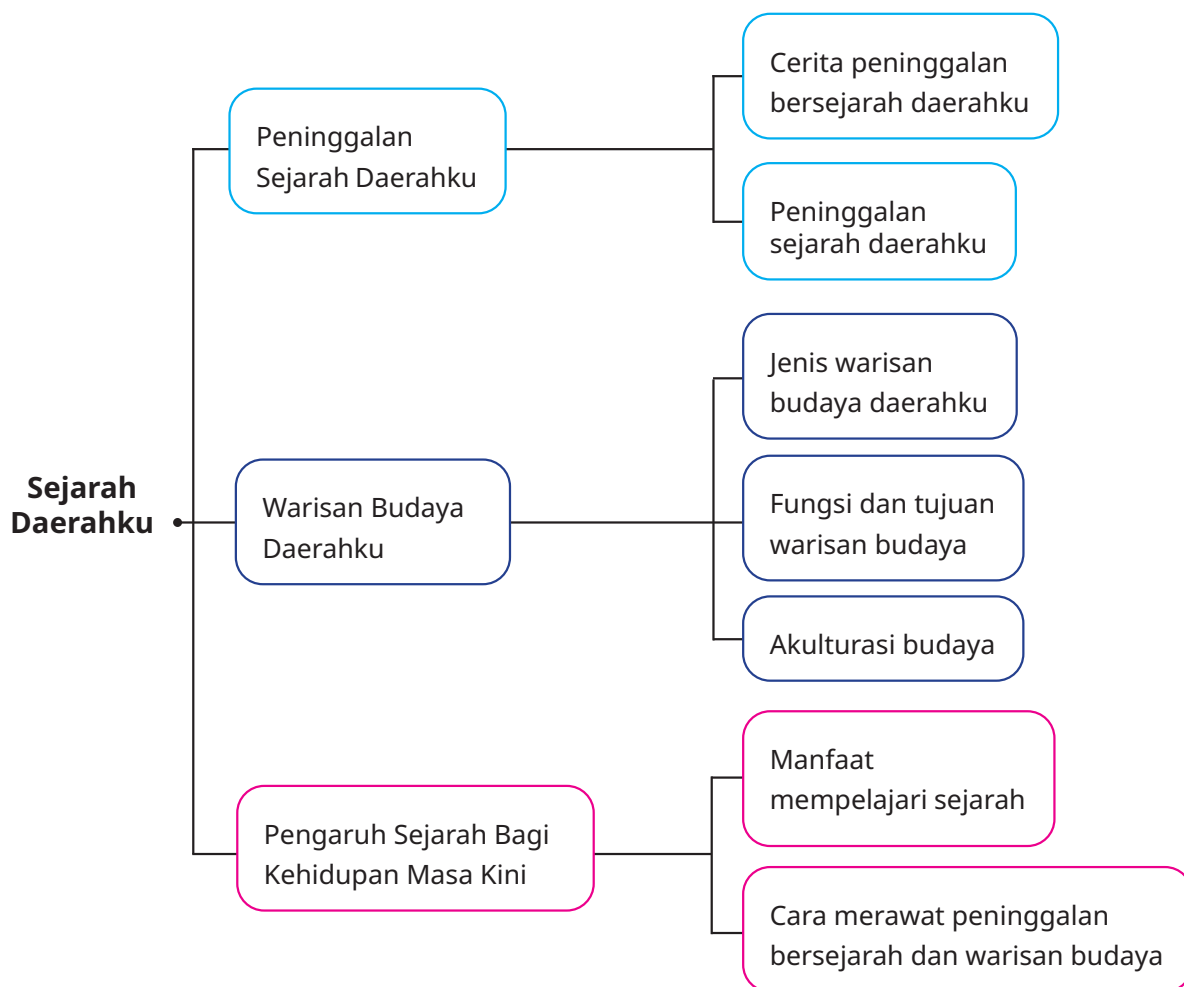 Sejarah
Daerahku
Peninggalan
Sejarah Daerahku
Cerita peninggalan
bersejarah daerahku
Peninggalan
sejarah daerahku
Warisan Budaya
Daerahku
Jenis warisan
budaya daerahku
Fungsi dan tujuan
warisan budaya
Akulturasi budaya
Pengaruh Sejarah Bagi
Kehidupan Masa Kini
Manfaat
mempelajari sejarah
Cara merawat peninggalan
bersejarah dan warisan budaya